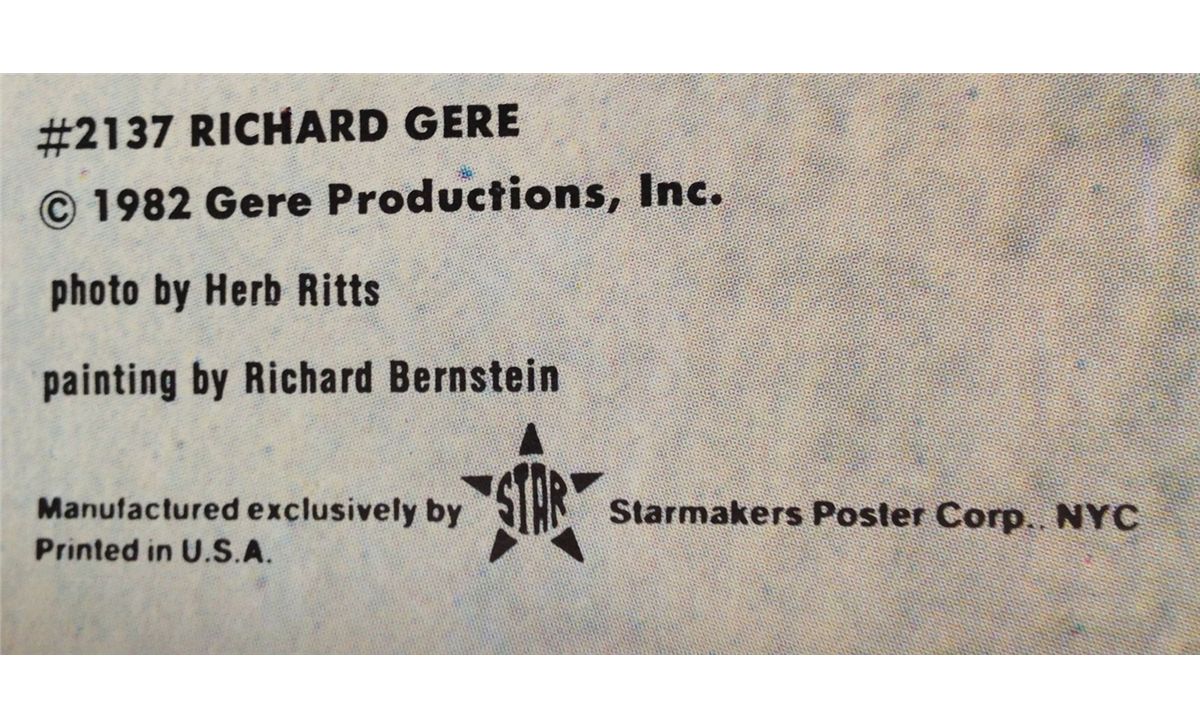 #2137 RICHARD GERE
© 1982 Gere Productions, Inc.
photo by Herb Ritts
painting by Richard Bernstein
Manufactured exclusively by STAR Starmakers Poster Corp.. NYC
Printed in U.S.A.